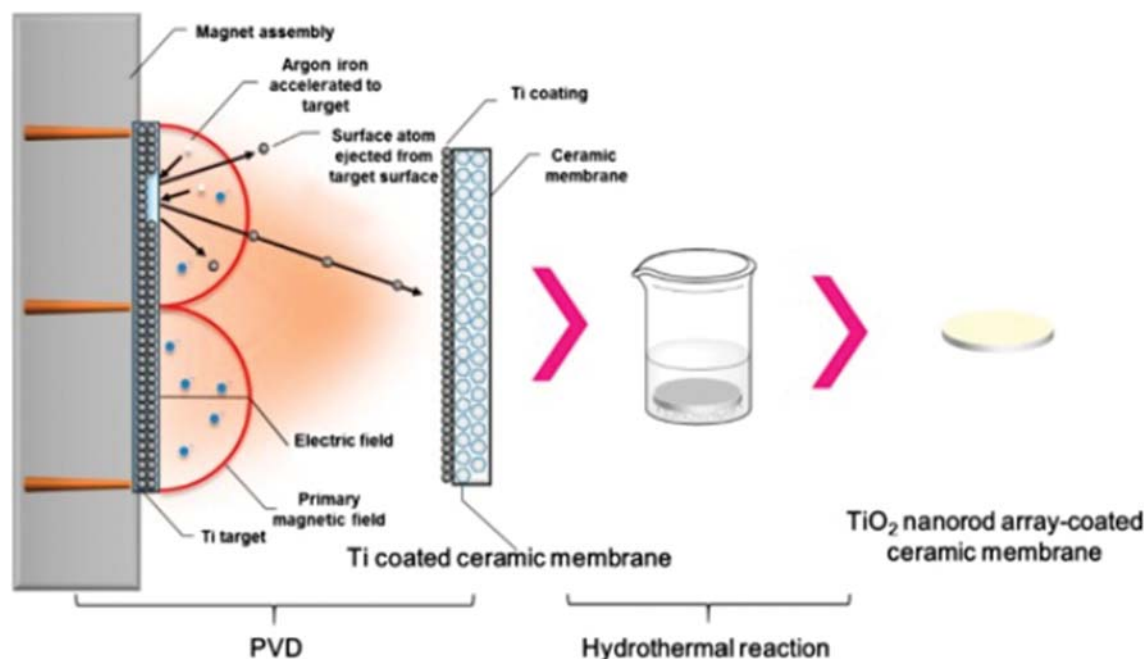 Magnet assembly
Argon iron
accelerated to
target
Surface atom
ejected from
target surface
Ti coating
Ceramic
membrane
Electric field
Primary
magnetic field
Ti target
Ti coated ceramic membrane
TiO₂ nanorod array-coated
ceramic membrane
PVD
Hydrothermal reaction